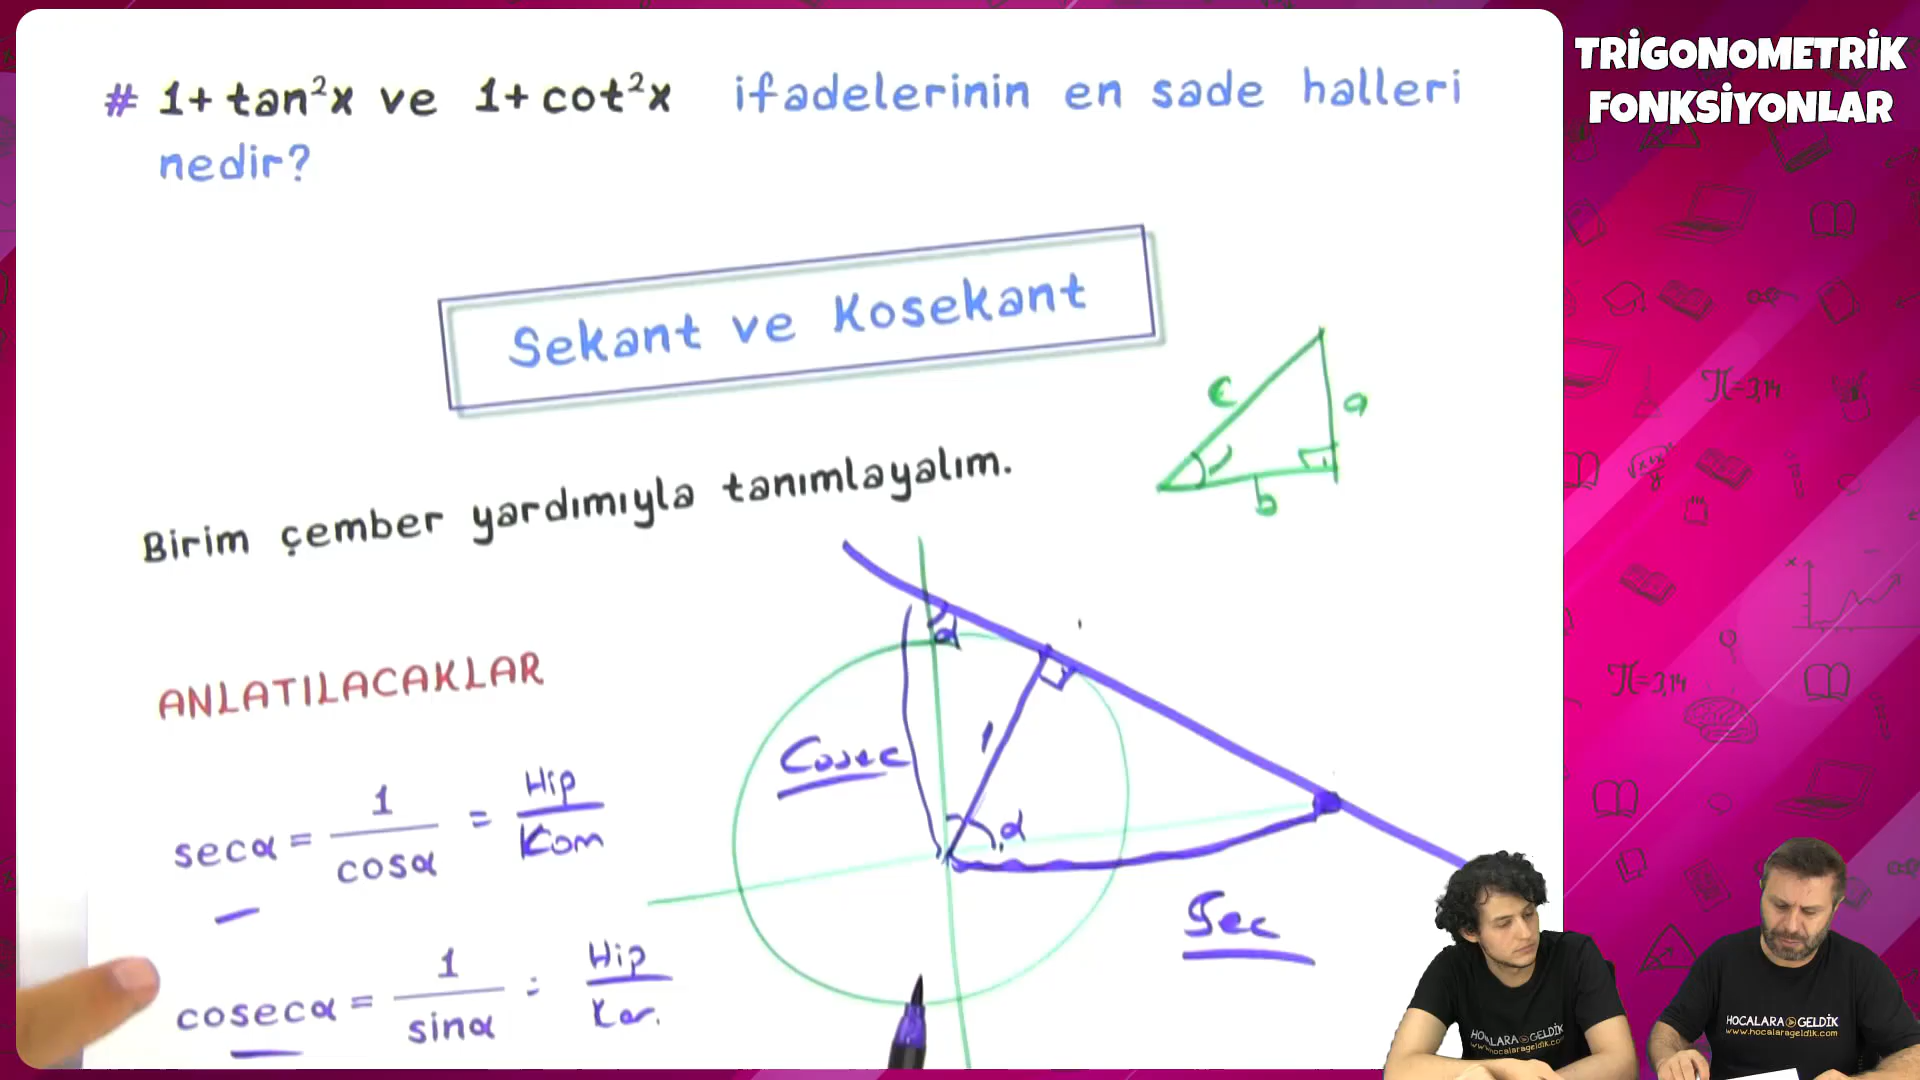 # 1+tan²x ve 1+cot²x ifadelerinin en sade halleri
nedir?
TRİGONOMETRİK
FONKSİYONLAR
Sekant ve Kosekant
c
a
b
Birim çember yardımıyla tanımlayalım.
ANLATILACAKLAR
α
Cosec
1
α
Sec
secα = 1/cosα = Hip/Kom
cosecα = 1/sinα = Hip/Kar.
π=3,14
π=3,14
x
HOCALARA GELDİK
www.hocalarageldik.com
HOCALARA GELDİK
www.hocalarageldik.com